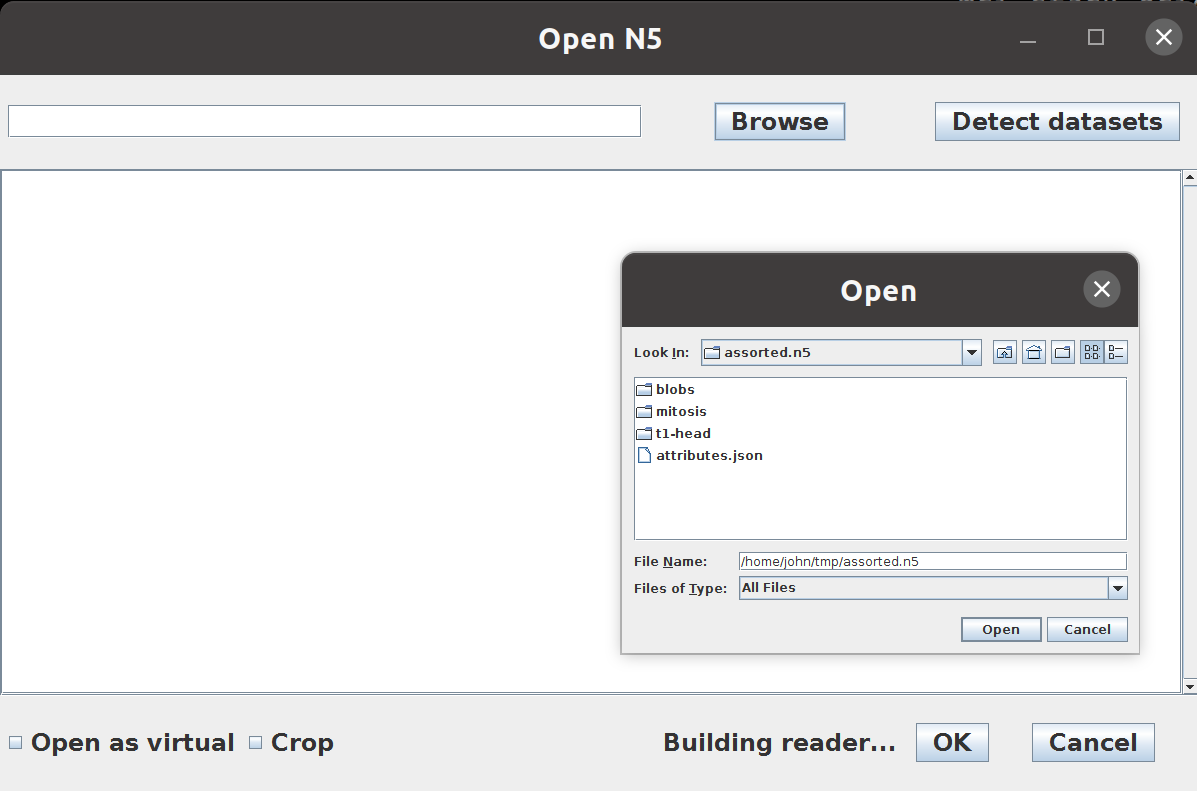 Open N5
Browse
Detect datasets
Open
Look In:
assorted.n5
blobs
mitosis
t1-head
attributes.json
File Name:
/home/john/tmp/assorted.n5
Files of Type:
All Files
Open
Cancel
Open as virtual
Crop
Building reader...
OK
Cancel